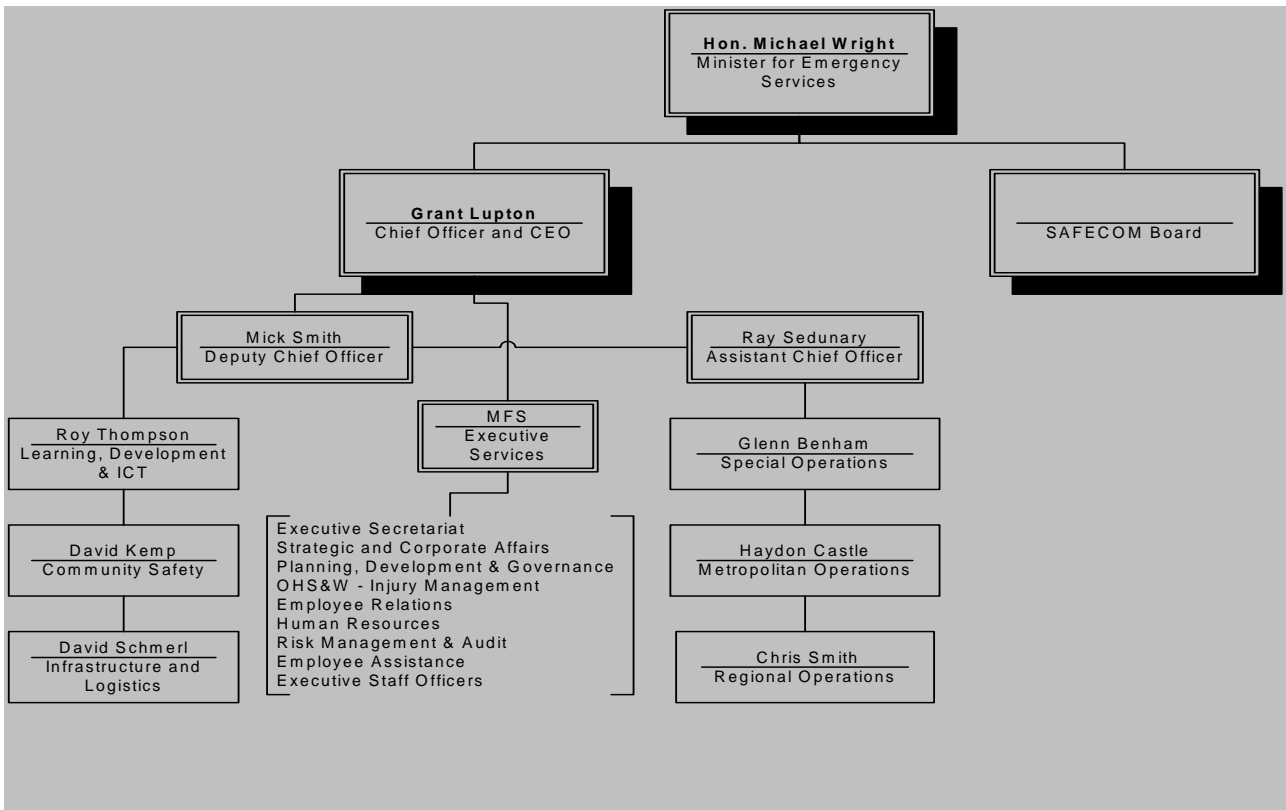 Hon. Michael Wright
Minister for Emergency
Services
Grant Lupton
Chief Officer and CEO
SAFECOM Board
Mick Smith
Deputy Chief Officer
Ray Sedunary
Assistant Chief Officer
Roy Thompson
Learning, Development
& ICT
MFS
Executive
Services
Glenn Benham
Special Operations
David Kemp
Community Safety
Executive Secretariat
Strategic and Corporate Affairs
Planning, Development & Governance
OHS&W - Injury Management
Employee Relations
Human Resources
Risk Management & Audit
Employee Assistance
Executive Staff Officers
Haydon Castle
Metropolitan Operations
David Schmerl
Infrastructure and
Logistics
Chris Smith
Regional Operations